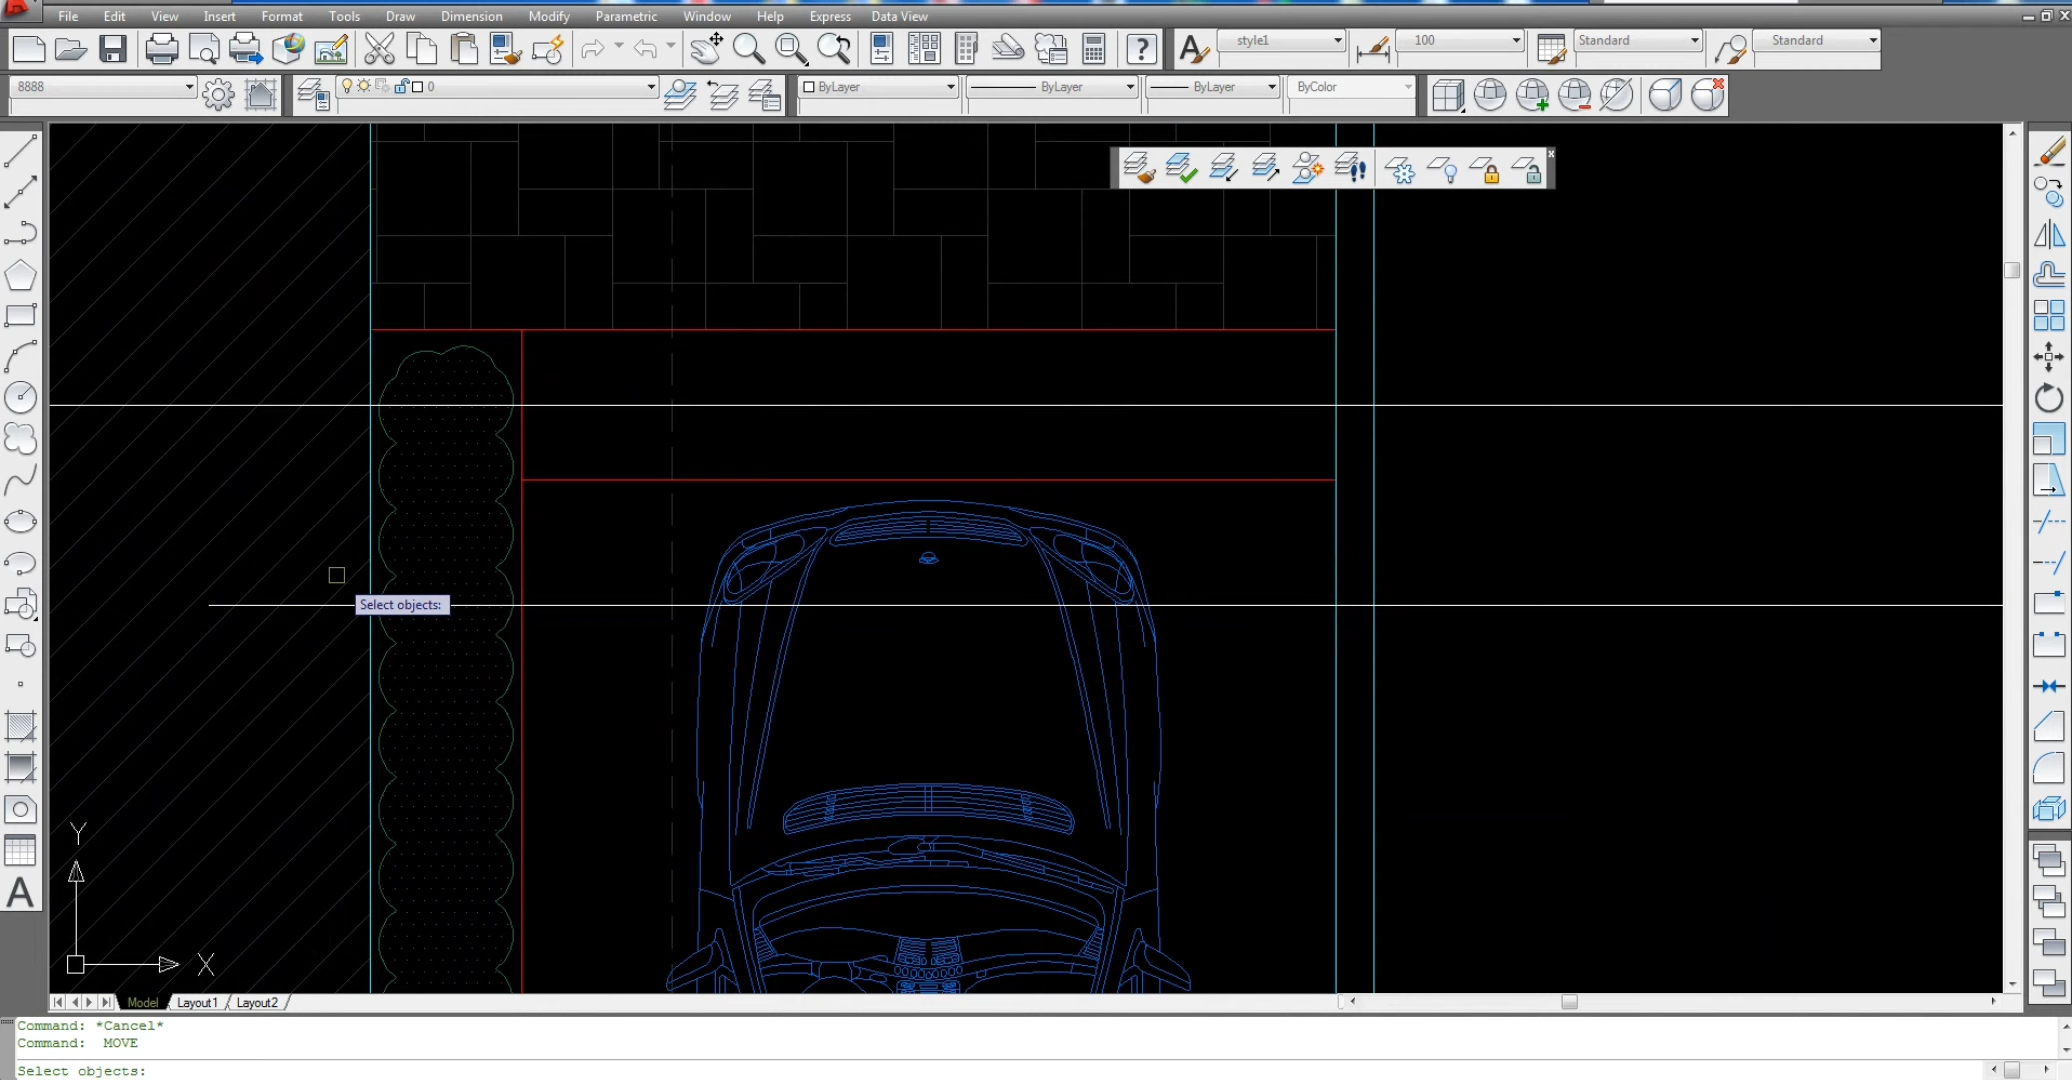 File Edit View Insert Format Tools Draw Dimension Modify Parametric Window Help Express Data View
style1 100 Standard Standard
8888 0 ByLayer ByLayer ByLayer ByColor
Select objects:
Y
X
Model Layout1 Layout2
Command: *Cancel*
Command: MOVE
Select objects: